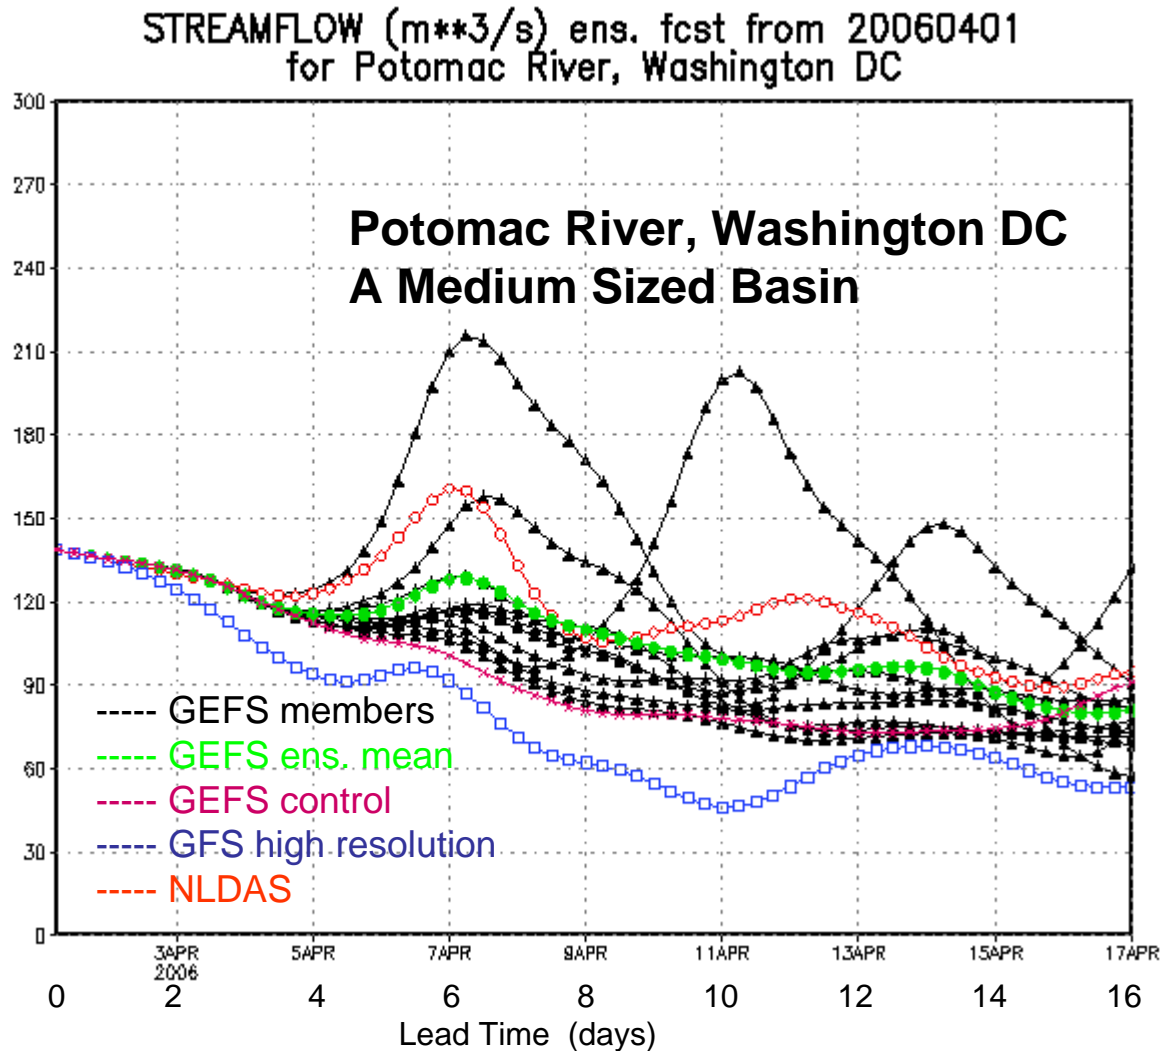 STREAMFLOW (m**3/s) ens. fcst from 20060401
for Potomac River, Washington DC
300
270
240
210
180
150
120
90
60
30
0
Potomac River, Washington DC
A Medium Sized Basin
----- GEFS members
----- GEFS ens. mean
----- GEFS control
----- GFS high resolution
----- NLDAS
3APR 5APR 7APR 9APR 11APR 13APR 15APR 17APR
2006
0 2 4 6 8 10 12 14 16
Lead Time (days)